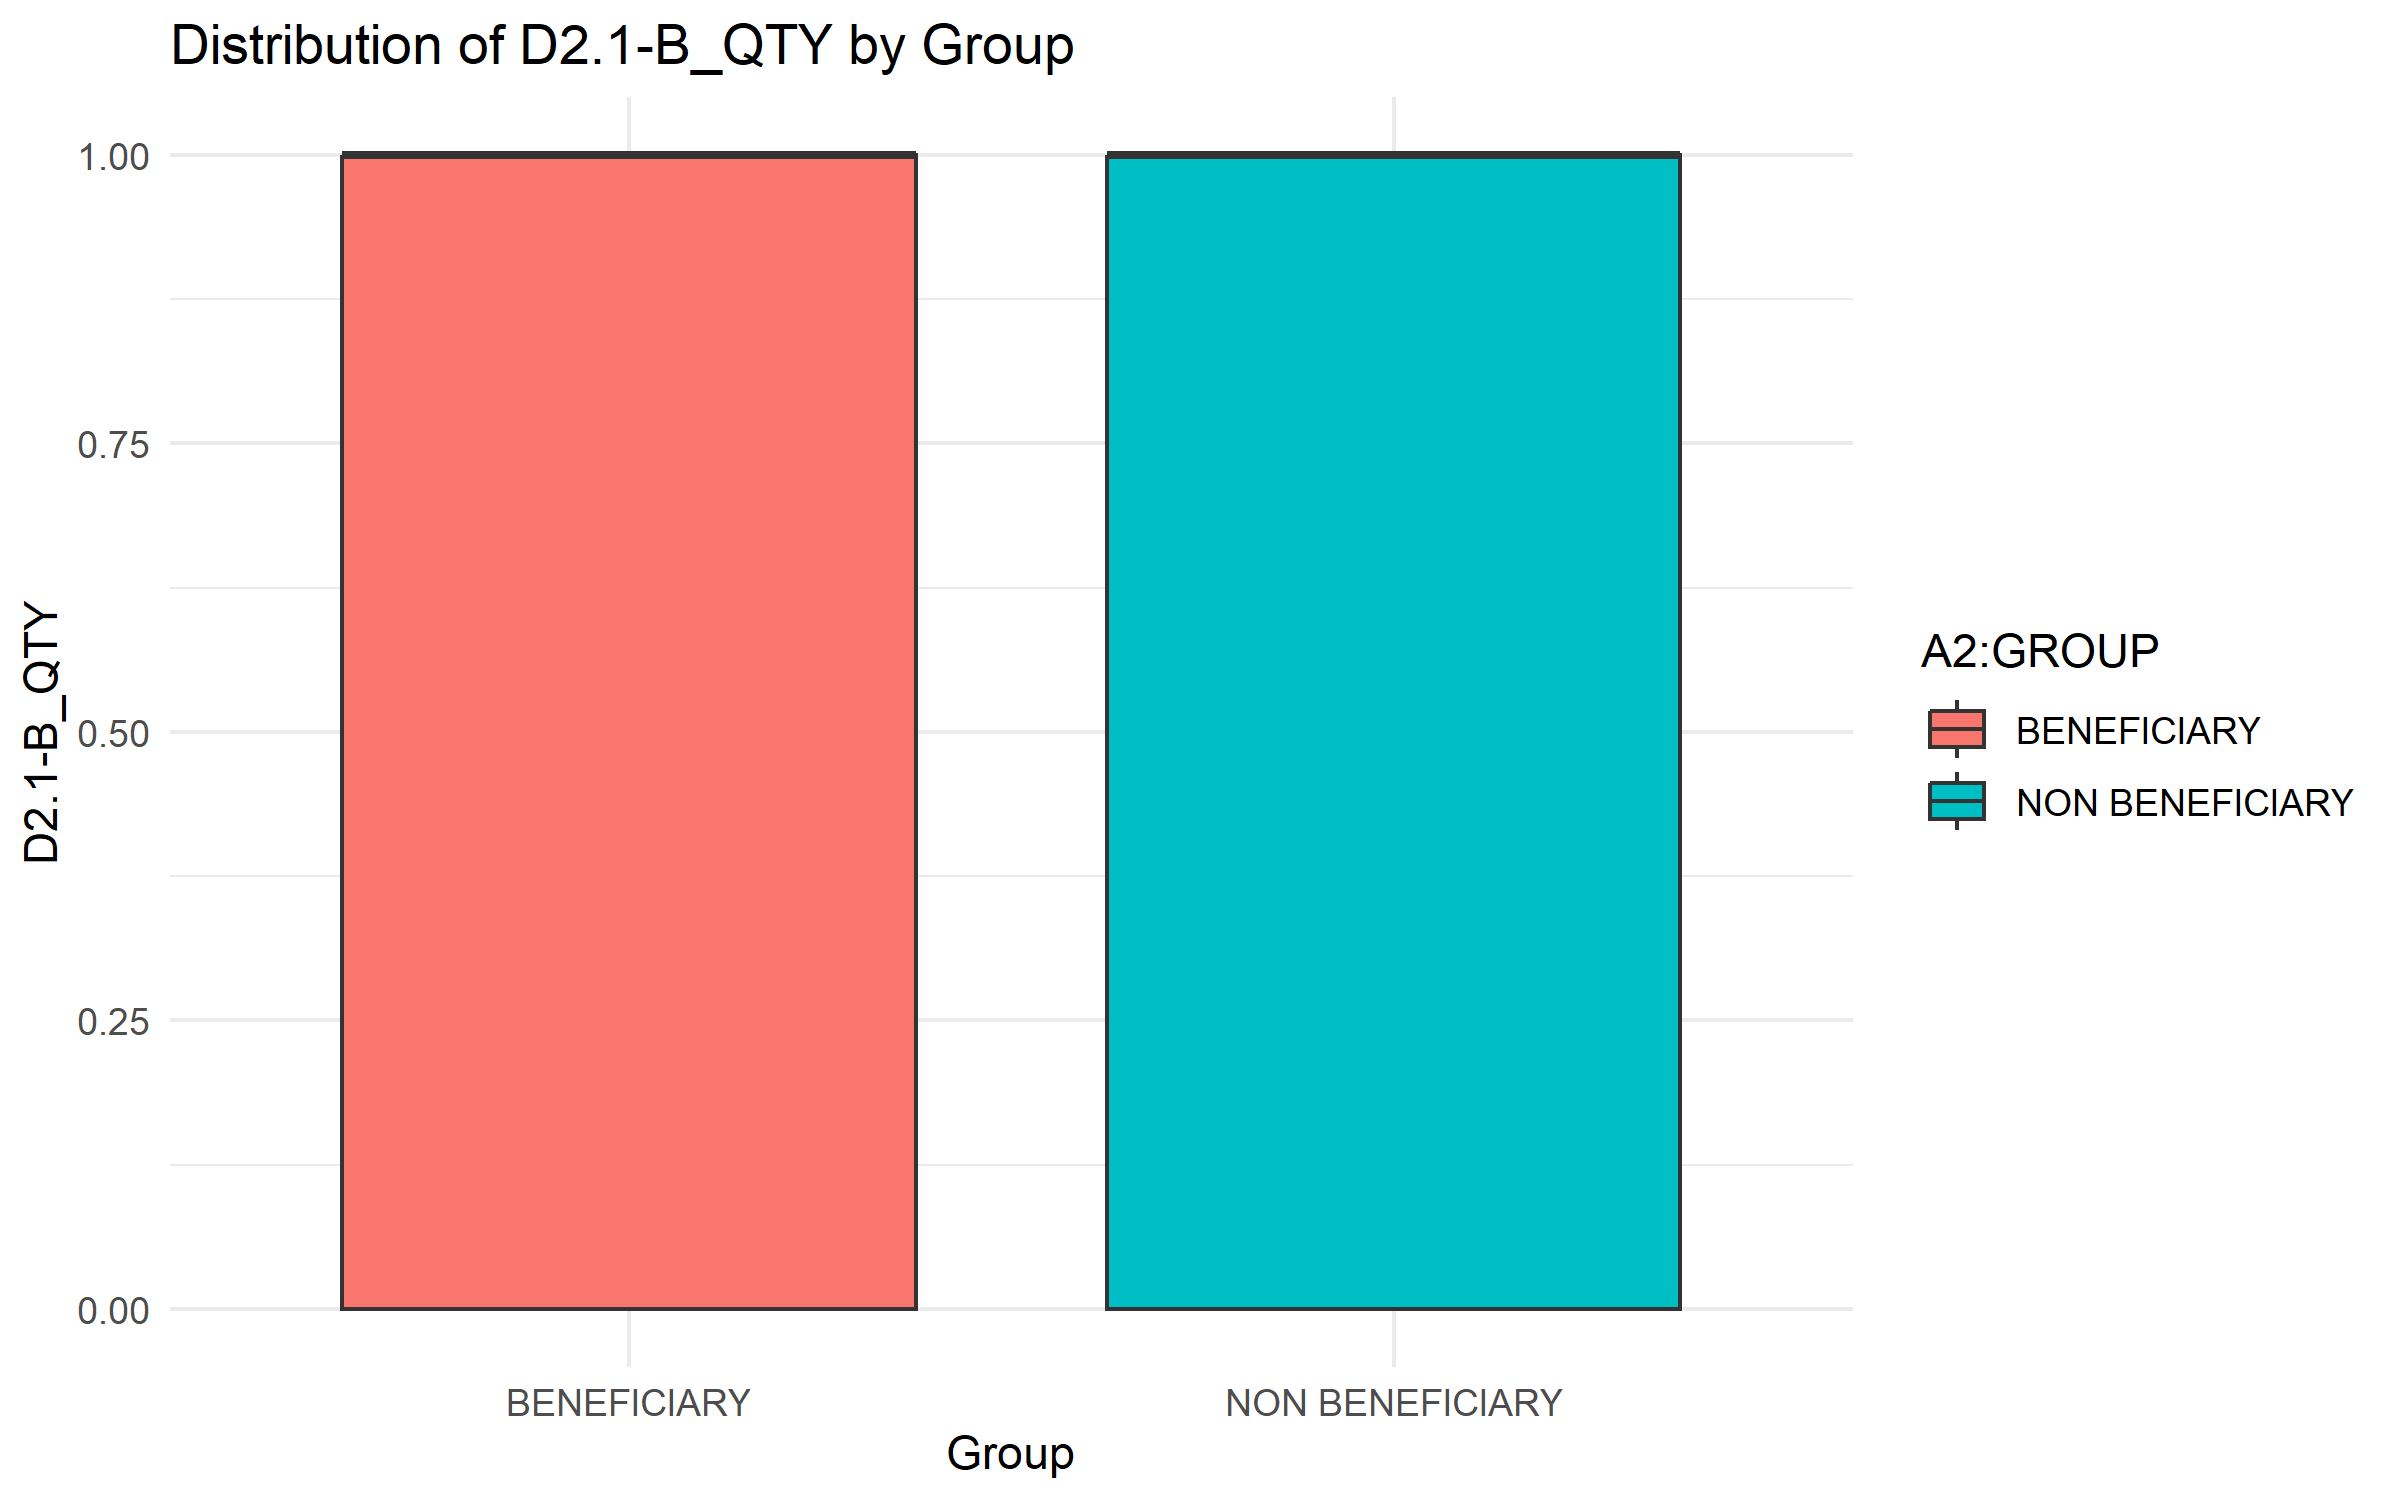 Distribution of D2.1-B_QTY by Group
D2.1-B_QTY
1.00
0.75
0.50
0.25
0.00
BENEFICIARY
NON BENEFICIARY
Group
A2:GROUP
BENEFICIARY
NON BENEFICIARY